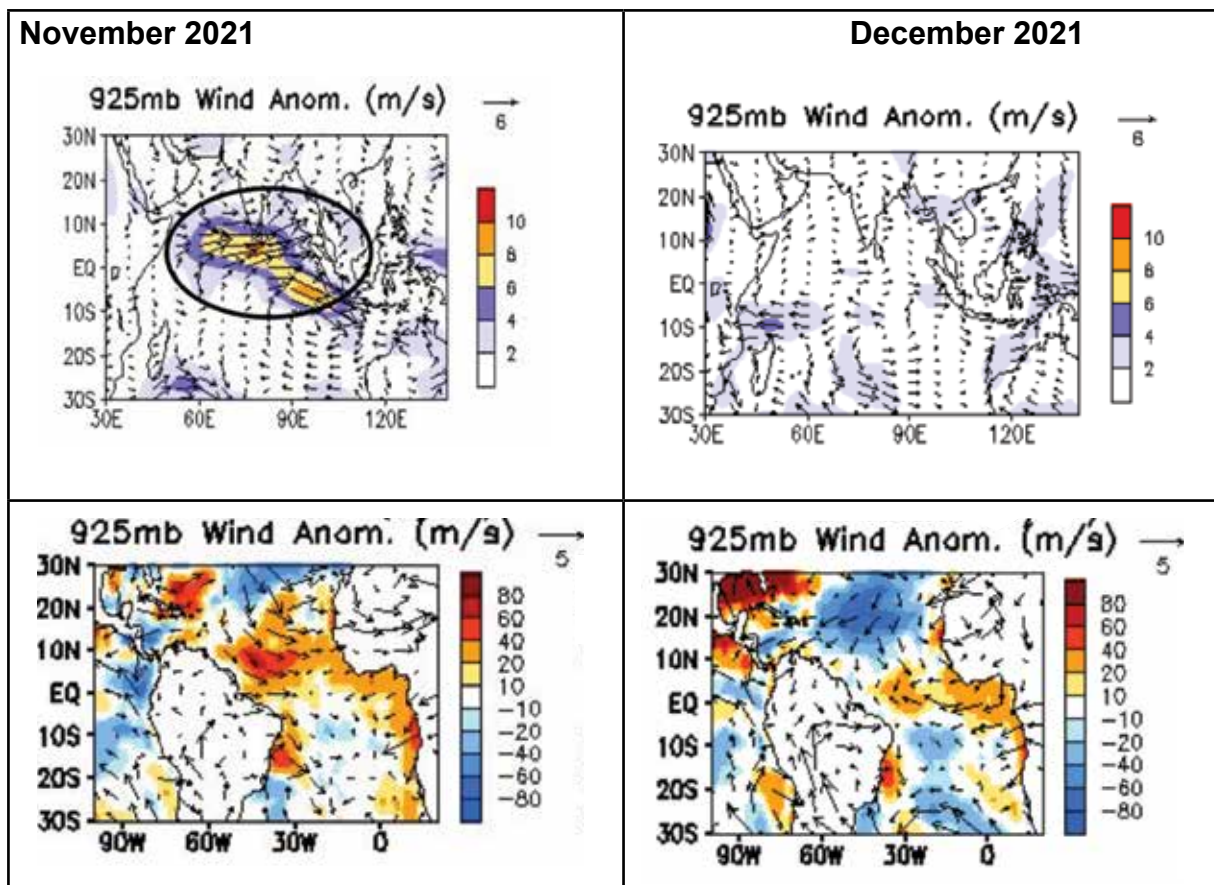 November 2021
925mb Wind Anom. (m/s)
6
30N
20N
10N
EQ
10S
20S
30S
30E 60E 90E 120E
10
8
6
4
2
December 2021
925mb Wind Anom. (m/s)
6
30N
20N
10N
EQ
10S
20S
30S
30E 60E 90E 120E
10
8
6
4
2
925mb Wind Anom. (m/s)
5
30N
20N
10N
EQ
10S
20S
30S
90W 60W 30W 0
80
60
40
20
10
-10
-20
-40
-60
-80
925mb Wind Anom. (m/s)
5
30N
20N
10N
EQ
10S
20S
30S
90W 60W 30W 0
80
60
40
20
10
-10
-20
-40
-60
-80